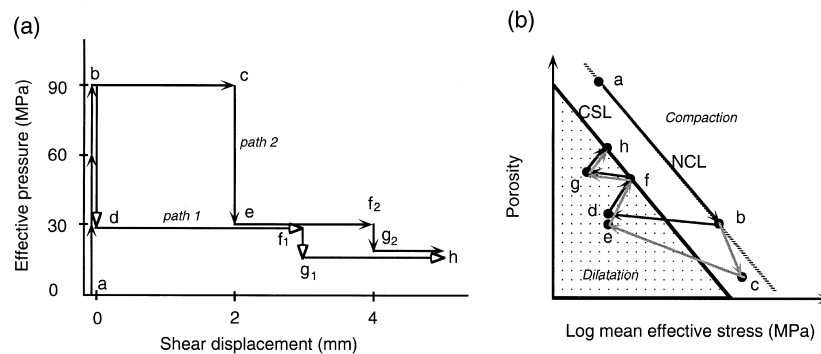 (a)
Effective pressure (MPa)
90
60
30
0
b
c
path 2
d
path 1
e
f1
f2
g1
g2
h
a
0
2
4
Shear displacement (mm)
(b)
Porosity
a
CSL
Compaction
NCL
h
g
f
d
e
b
c
Dilatation
Log mean effective stress (MPa)